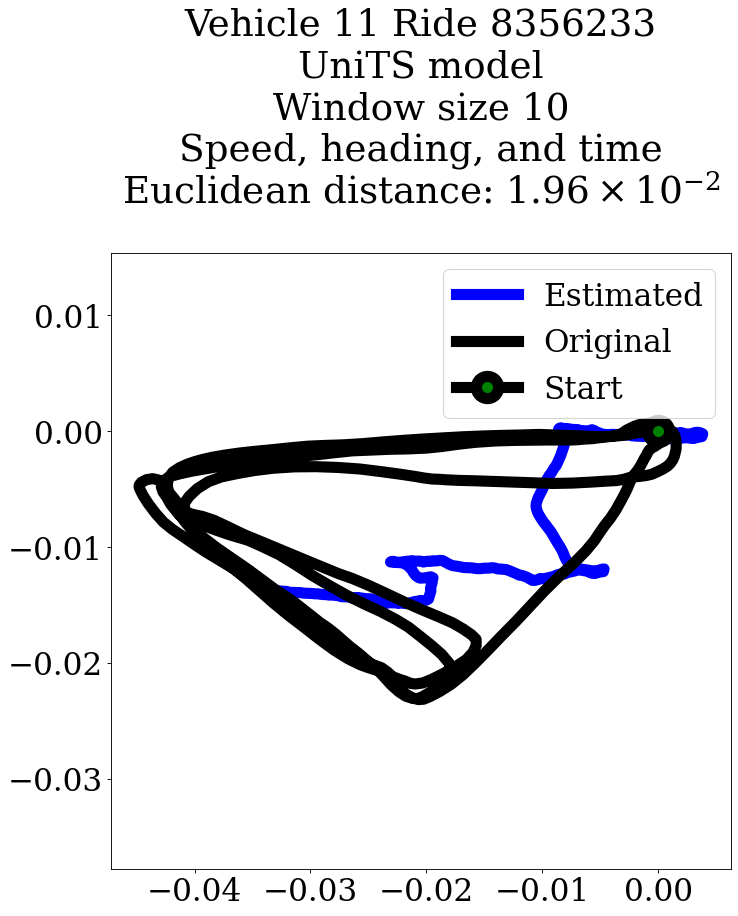 Vehicle 11 Ride 8356233
UniTS model
Window size 10
Speed, heading, and time
Euclidean distance: 1.96 × 10⁻²
Estimated
Original
Start
0.01
0.00
−0.01
−0.02
−0.03
−0.04 −0.03 −0.02 −0.01 0.00